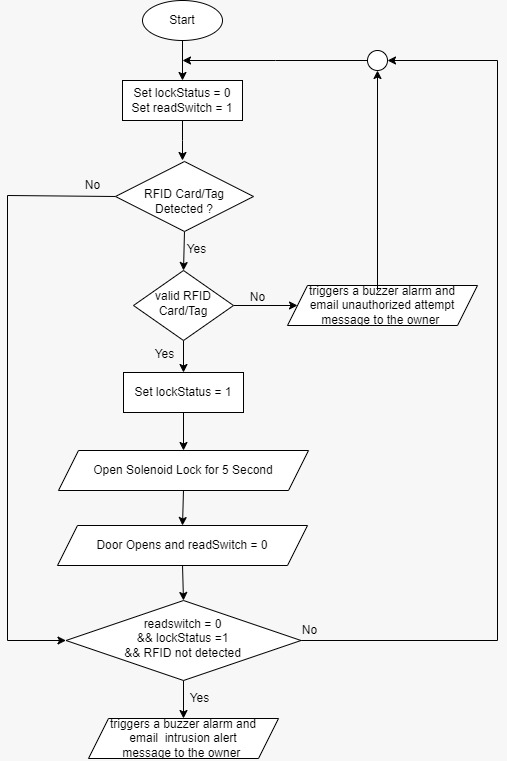 Start
Set lockStatus = 0
Set readSwitch = 1
No
RFID Card/Tag
Detected ?
Yes
valid RFID
Card/Tag
No
triggers a buzzer alarm and
email unauthorized attempt
message to the owner
Yes
Set lockStatus = 1
Open Solenoid Lock for 5 Second
Door Opens and readSwitch = 0
readswitch = 0
&& lockStatus =1
&& RFID not detected
No
Yes
triggers a buzzer alarm and
email intrusion alert
message to the owner